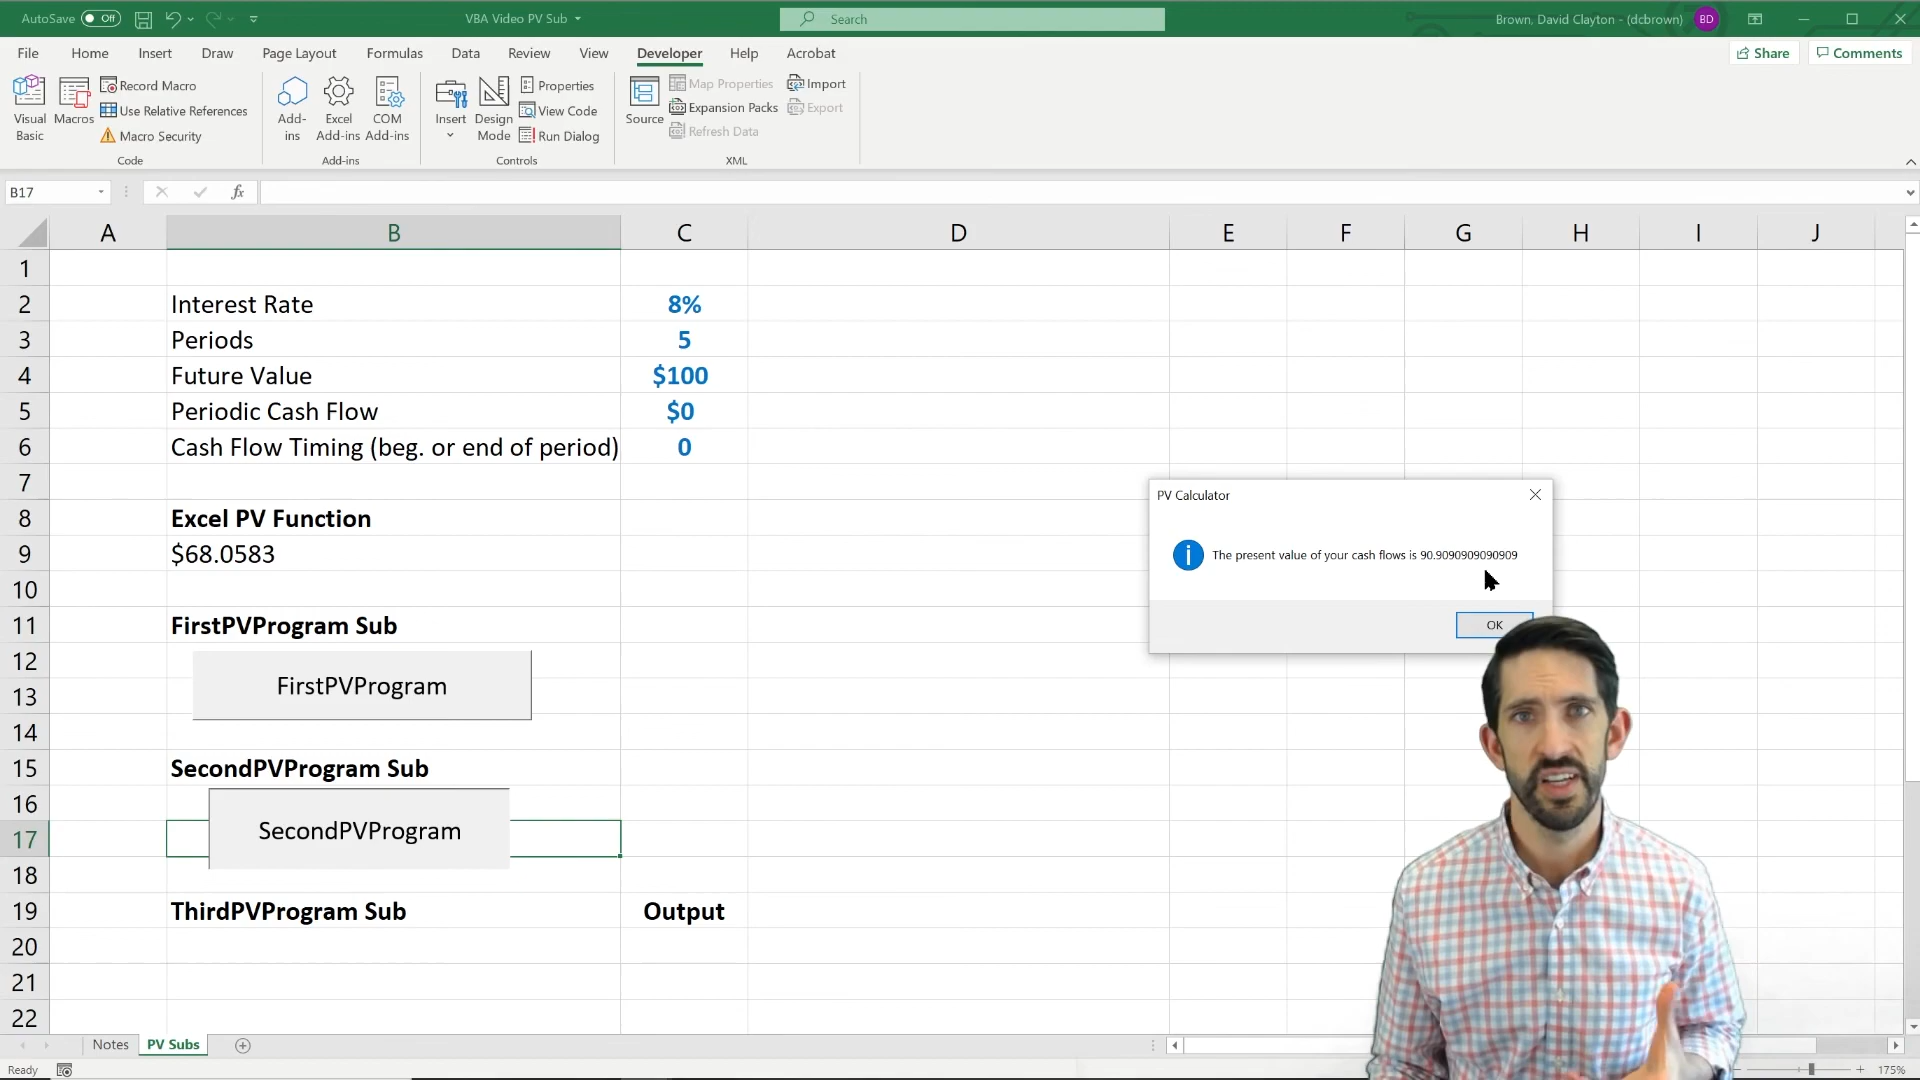 AutoSave Off
VBA Video PV Sub
Search
Brown, David Clayton - (dcbrown) BD
File Home Insert Draw Page Layout Formulas Data Review View Developer Help Acrobat
Share Comments
Visual Basic
Macros
Record Macro
Use Relative References
Macro Security
Code
Add-ins
Excel Add-ins
COM Add-ins
Add-ins
Insert
Design Mode
Properties
View Code
Run Dialog
Controls
Source
Map Properties
Expansion Packs
Refresh Data
Import
Export
XML
B17
fx
A B C D E F G H I J
1
2 Interest Rate 8%
3 Periods 5
4 Future Value $100
5 Periodic Cash Flow $0
6 Cash Flow Timing (beg. or end of period) 0
7
8 Excel PV Function
9 $68.0583
10
11 FirstPVProgram Sub
12
FirstPVProgram
13
14
15 SecondPVProgram Sub
16
17 SecondPVProgram
18
19 ThirdPVProgram Sub Output
20
21
22
PV Calculator
The present value of your cash flows is 90.9090909090909
OK
Notes PV Subs
Ready
175%